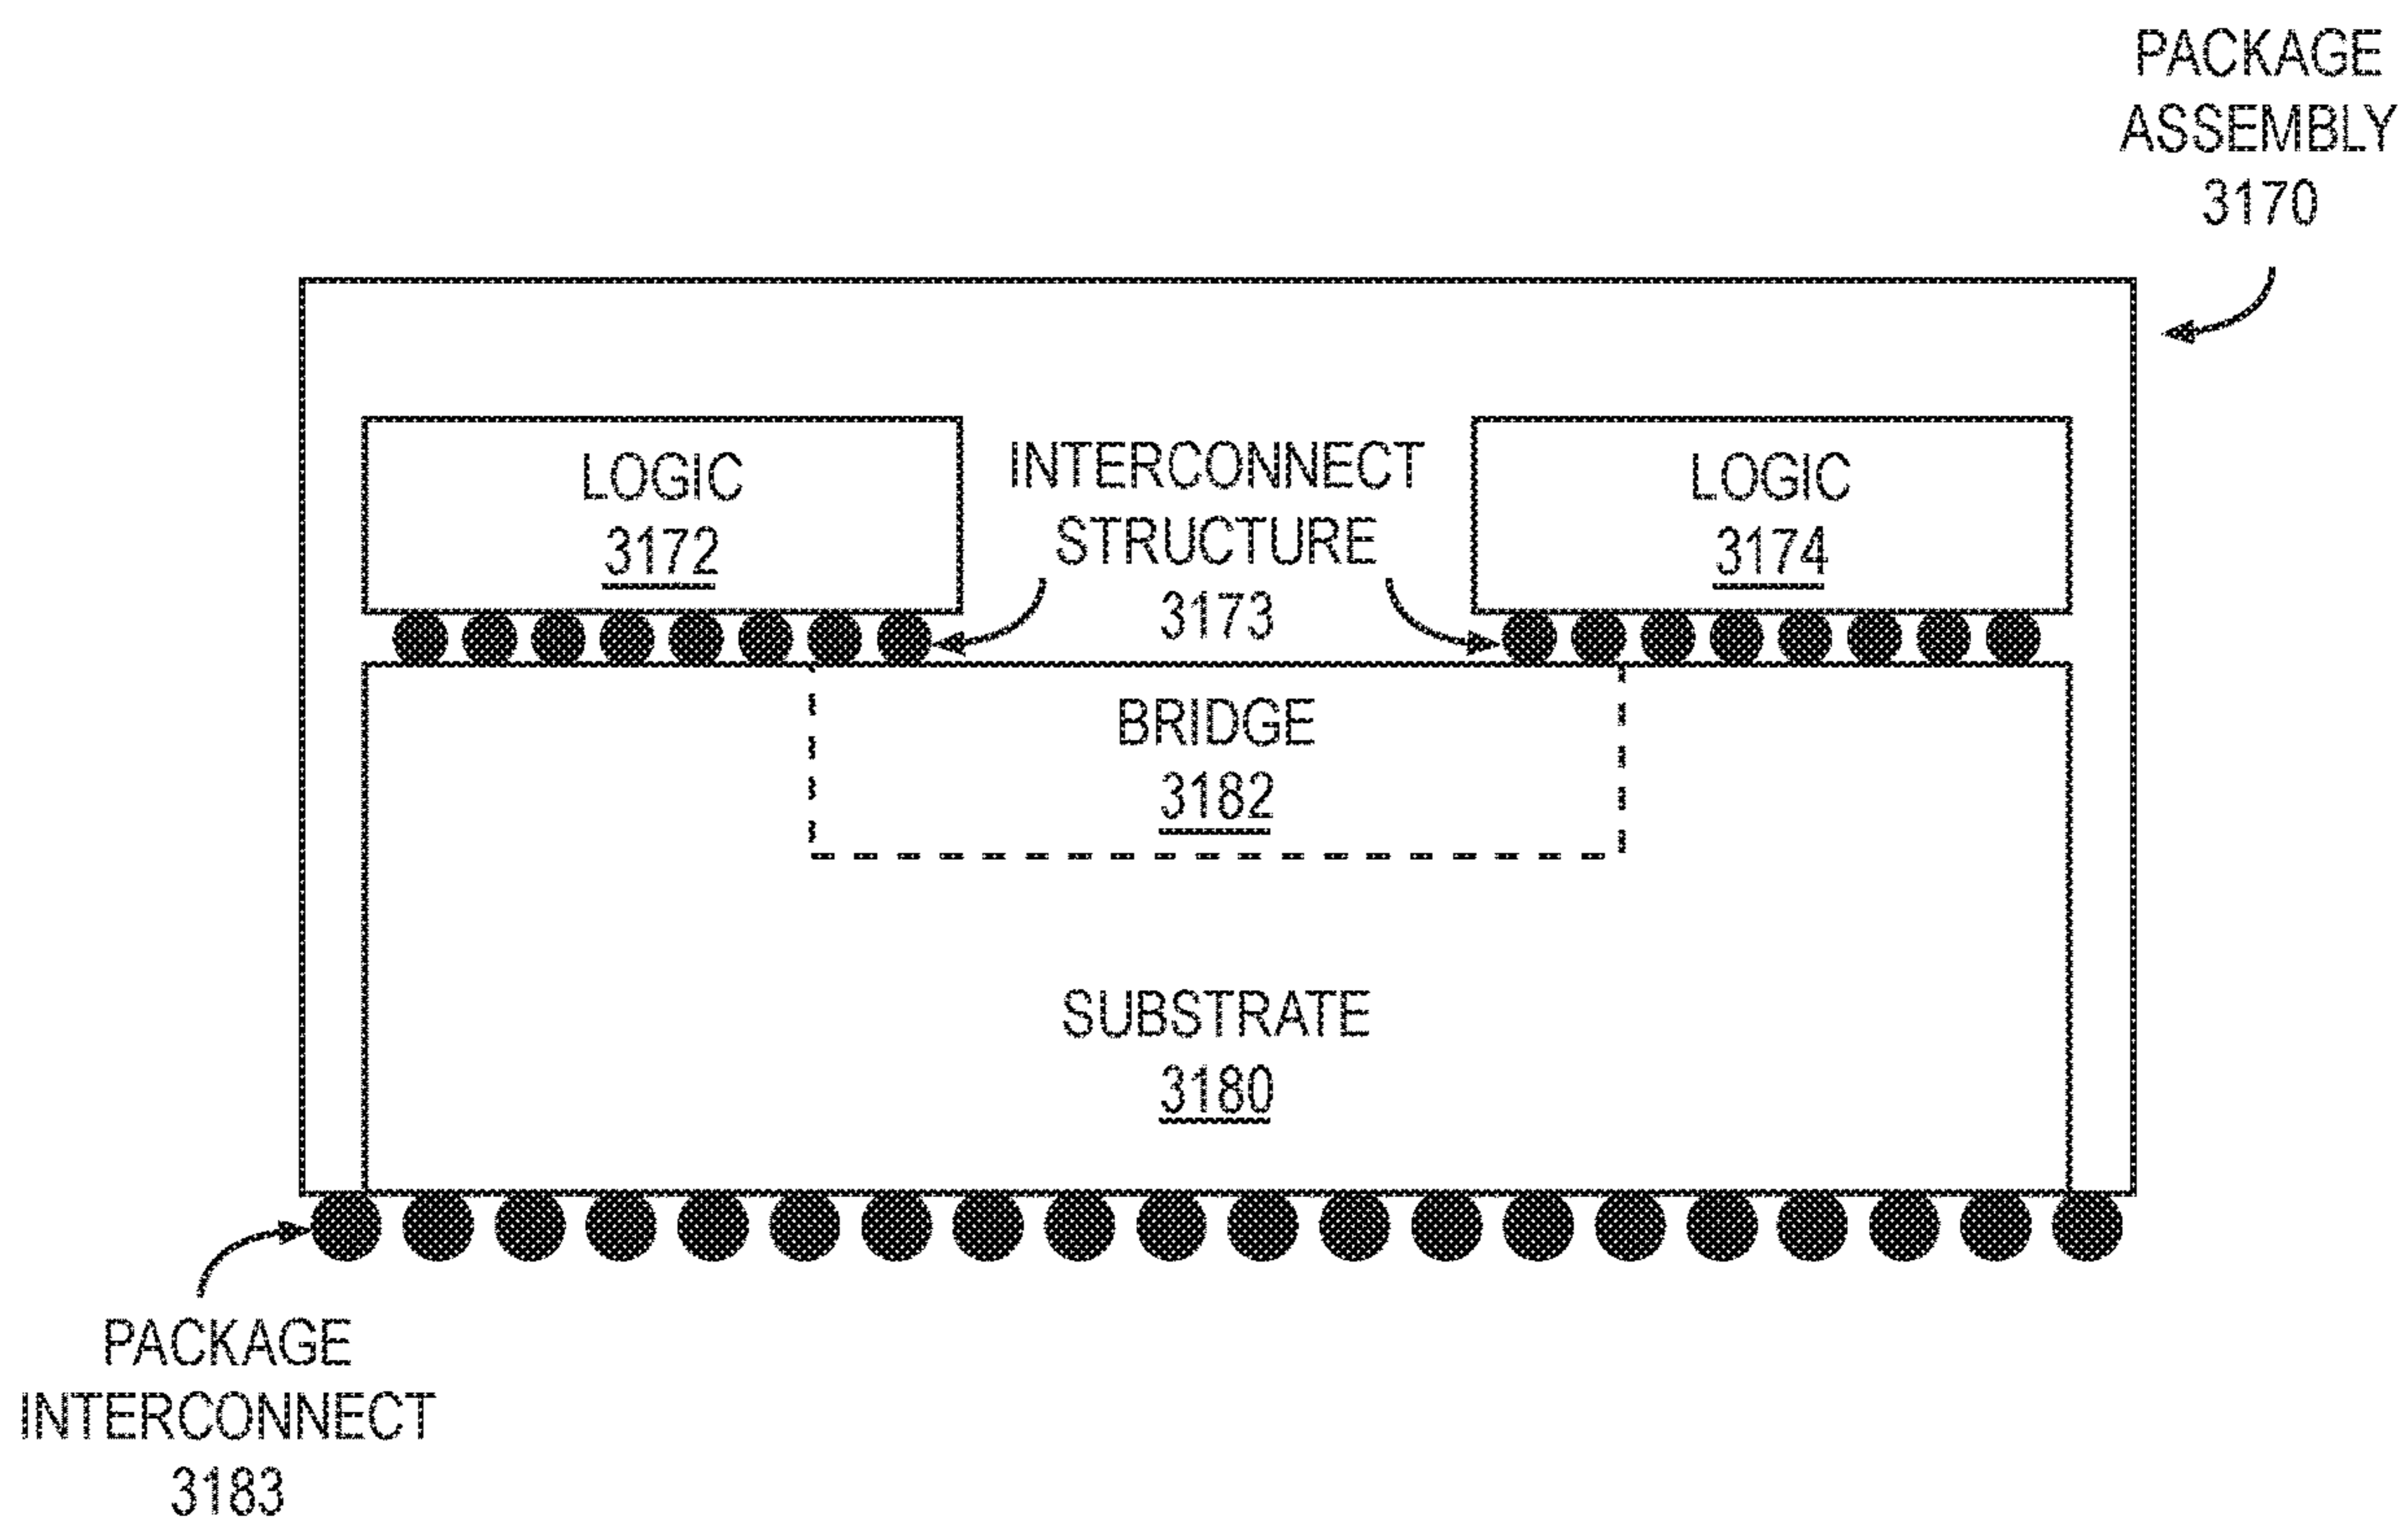 PACKAGE
ASSEMBLY
3170
LOGIC
3172
INTERCONNECT
STRUCTURE
3173
LOGIC
3174
BRIDGE
3182
SUBSTRATE
3180
PACKAGE
INTERCONNECT
3183